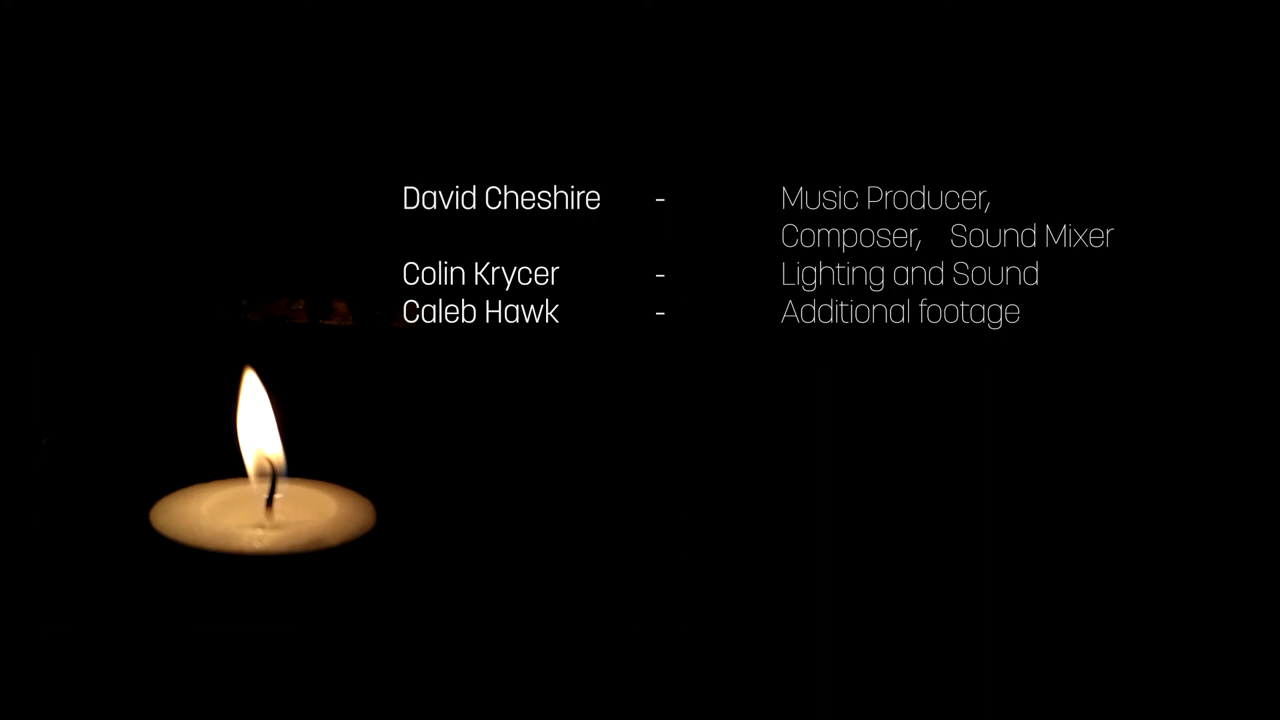 David Cheshire - Music Producer,
Composer, Sound Mixer
Colin Krycer - Lighting and Sound
Caleb Hawk - Additional footage